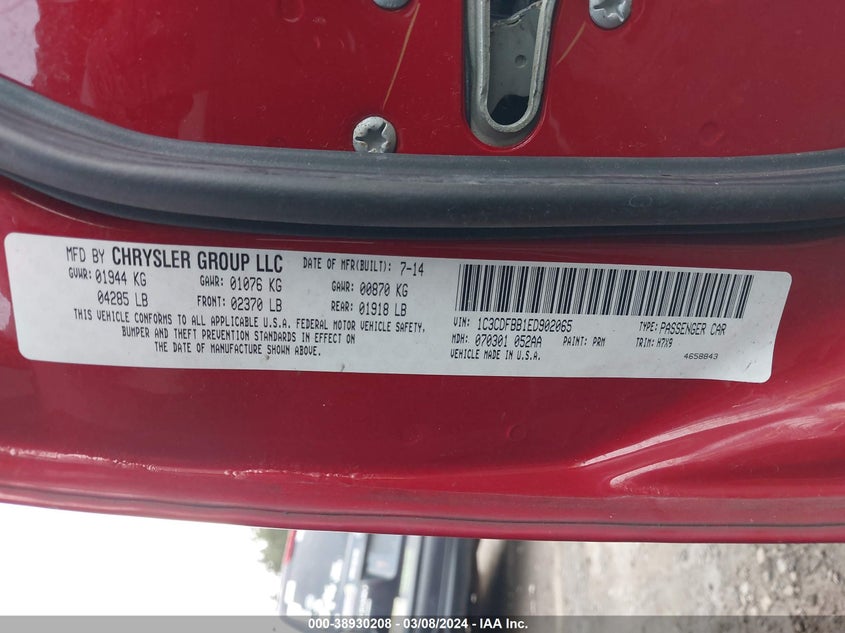 MFD BY CHRYSLER GROUP LLC DATE OF MFR(BUILT): 7-14
GVWR: 01944 KG GAWR: 01076 KG GAWR: 00870 KG
04285 LB FRONT: 02370 LB REAR: 01918 LB
THIS VEHICLE CONFORMS TO ALL APPLICABLE U.S.A. FEDERAL MOTOR VEHICLE SAFETY,
BUMPER AND THEFT PREVENTION STANDARDS IN EFFECT ON
THE DATE OF MANUFACTURE SHOWN ABOVE.
VIN: 1C3CDFBB1ED902065 TYPE: PASSENGER CAR
MDH: 070301 052AA PAINT: PRM TRIM: M7X9
VEHICLE MADE IN U.S.A. 4658843
000-38930208 - 03/08/2024 - IAA Inc.